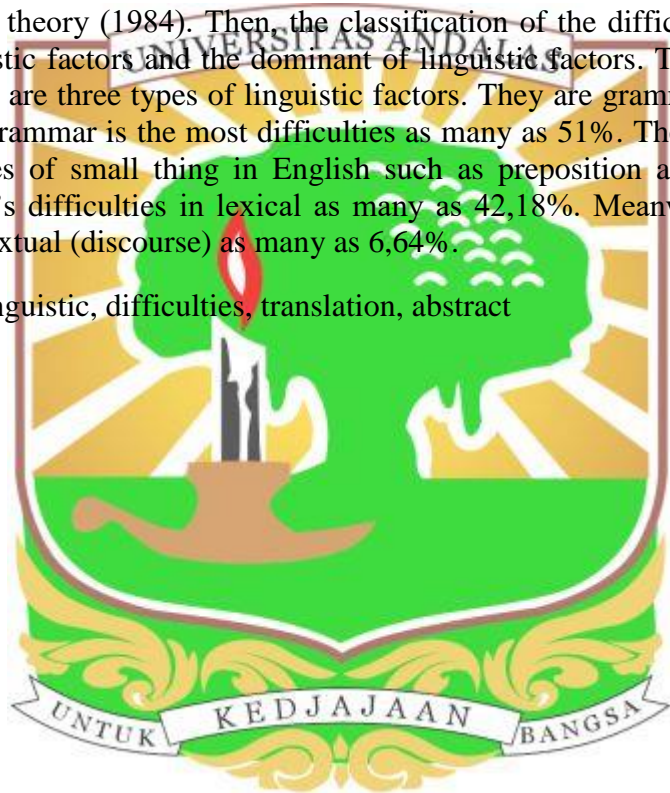 theory (1984). Then, the classification of the diffic
UNIVERSITAS ANDALAS
stic factors and the dominant of linguistic factors. T
are three types of linguistic factors. They are gramm
rammar is the most difficulties as many as 51%. The
es of small thing in English such as preposition a
's difficulties in lexical as many as 42,18%. Meanw
xtual (discourse) as many as 6,64%.
nguistic, difficulties, translation, abstract
UNTUK KEDJAJAAN BANGSA